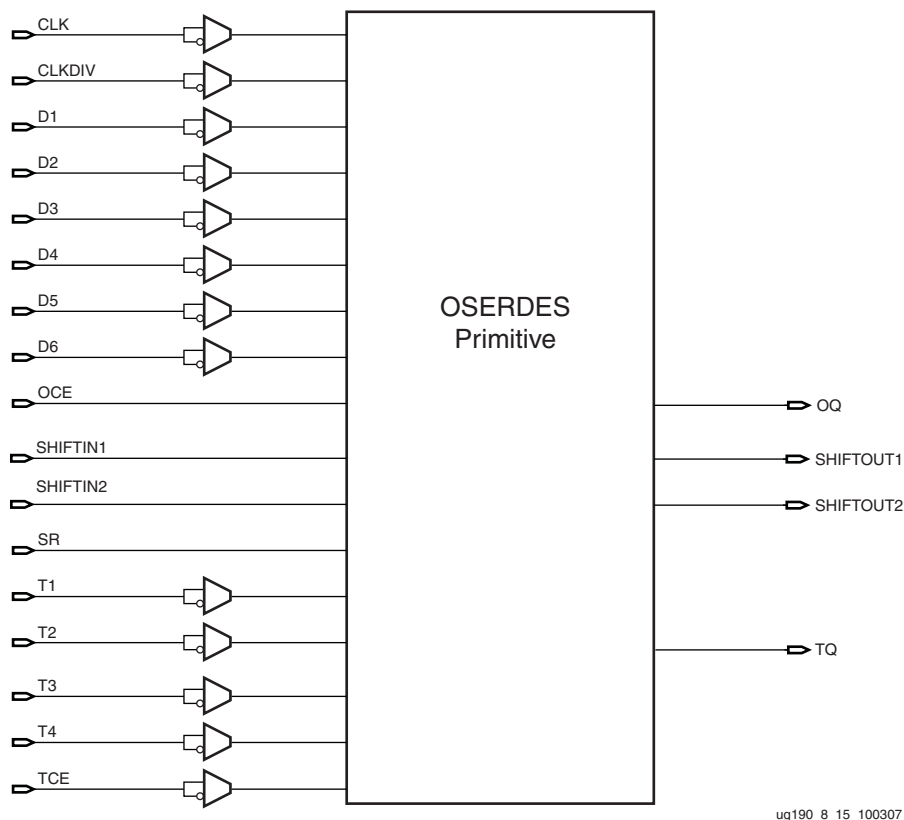 CLK
CLKDIV
D1
D2
D3
D4
D5
D6
OCE
SHIFTIN1
SHIFTIN2
SR
T1
T2
T3
T4
TCE
OSERDES
Primitive
OQ
SHIFTOUT1
SHIFTOUT2
TQ
ug190_8_15_100307